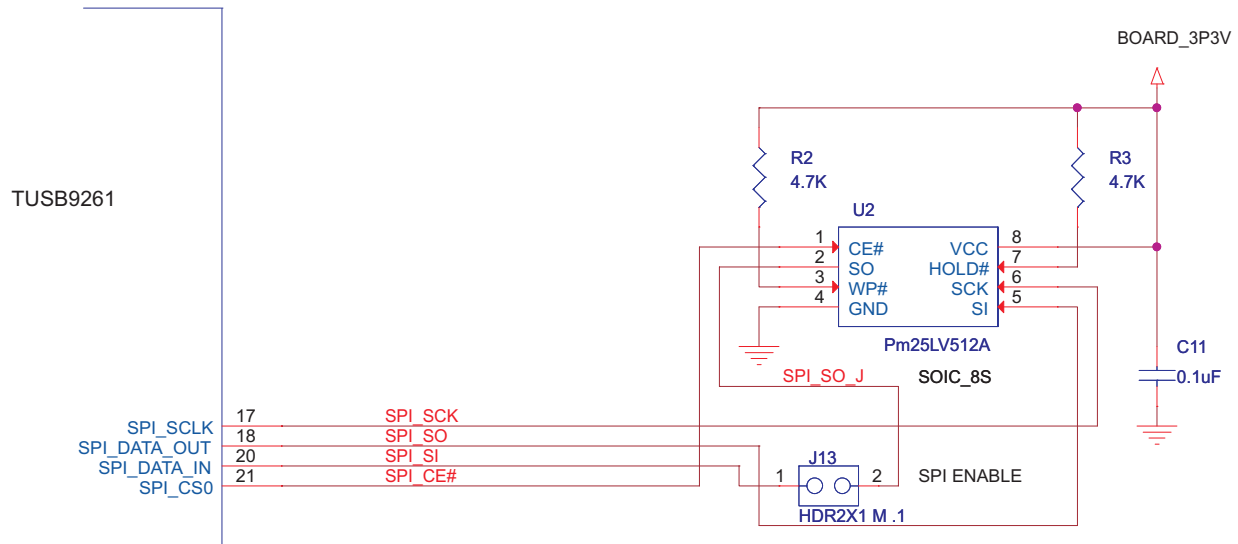 BOARD_3P3V
R2
4.7K
R3
4.7K
TUSB9261
U2
1 CE# VCC 8
2 SO HOLD# 7
3 WP# SCK 6
4 GND SI 5
Pm25LV512A
SOIC_8S
C11
0.1uF
SPI_SO_J
SPI_SCLK 17 SPI_SCK
SPI_DATA_OUT 18 SPI_SO
SPI_DATA_IN 20 SPI_SI
SPI_CS0 21 SPI_CE#
J13
1 2 SPI ENABLE
HDR2X1 M .1